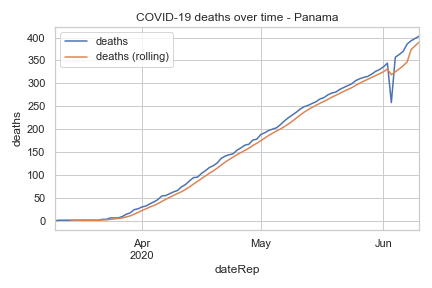 COVID-19 deaths over time - Panama
deaths
deaths (rolling)
400
350
300
250
200
150
100
50
0
deaths
Apr
2020
May
Jun
dateRep